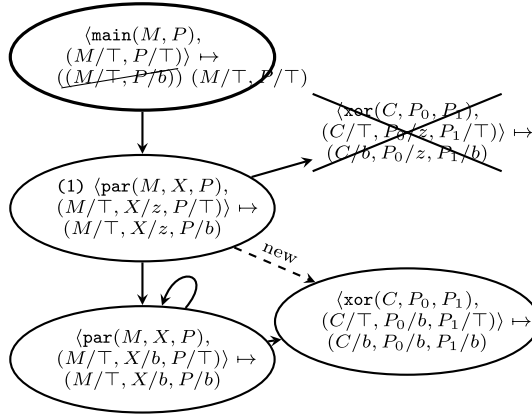 ⟨main(M, P),
(M/⊤, P/⊤)⟩ ↦
((M/⊤, P/b)) (M/⊤, P/⊤)
⟨xor(C, P₀, P₁),
(C/⊤, P₀/z, P₁/⊤)⟩ ↦
(C/b, P₀/z, P₁/b)
(1) ⟨par(M, X, P),
(M/⊤, X/z, P/⊤)⟩ ↦
(M/⊤, X/z, P/b)
new
⟨par(M, X, P),
(M/⊤, X/b, P/⊤)⟩ ↦
(M/⊤, X/b, P/b)
⟨xor(C, P₀, P₁),
(C/⊤, P₀/b, P₁/⊤)⟩ ↦
(C/b, P₀/b, P₁/b)